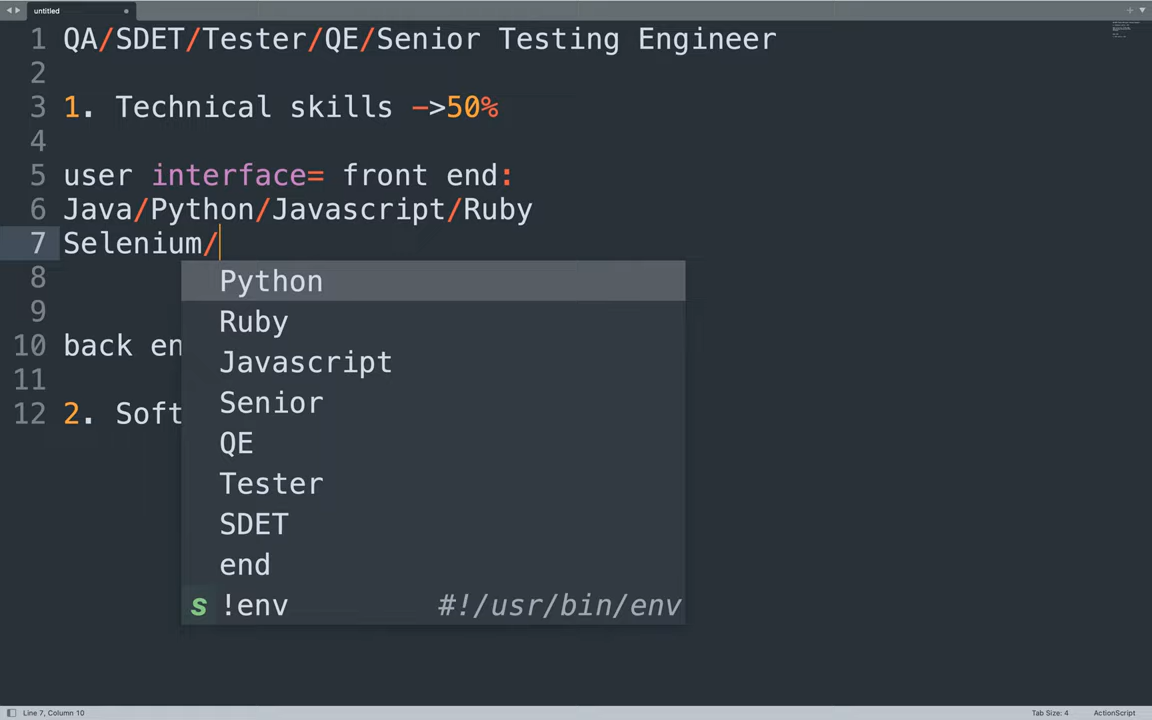 untitled
1 QA/SDET/Tester/QE/Senior Testing Engineer
2
3 1. Technical skills ->50%
4
5 user interface= front end:
6 Java/Python/Javascript/Ruby
7 Selenium/
8
9
10 back en
11
12 2. Soft
Python
Ruby
Javascript
Senior
QE
Tester
SDET
end
s !env #!/usr/bin/env
Line 7, Column 10
Tab Size: 4
ActionScript